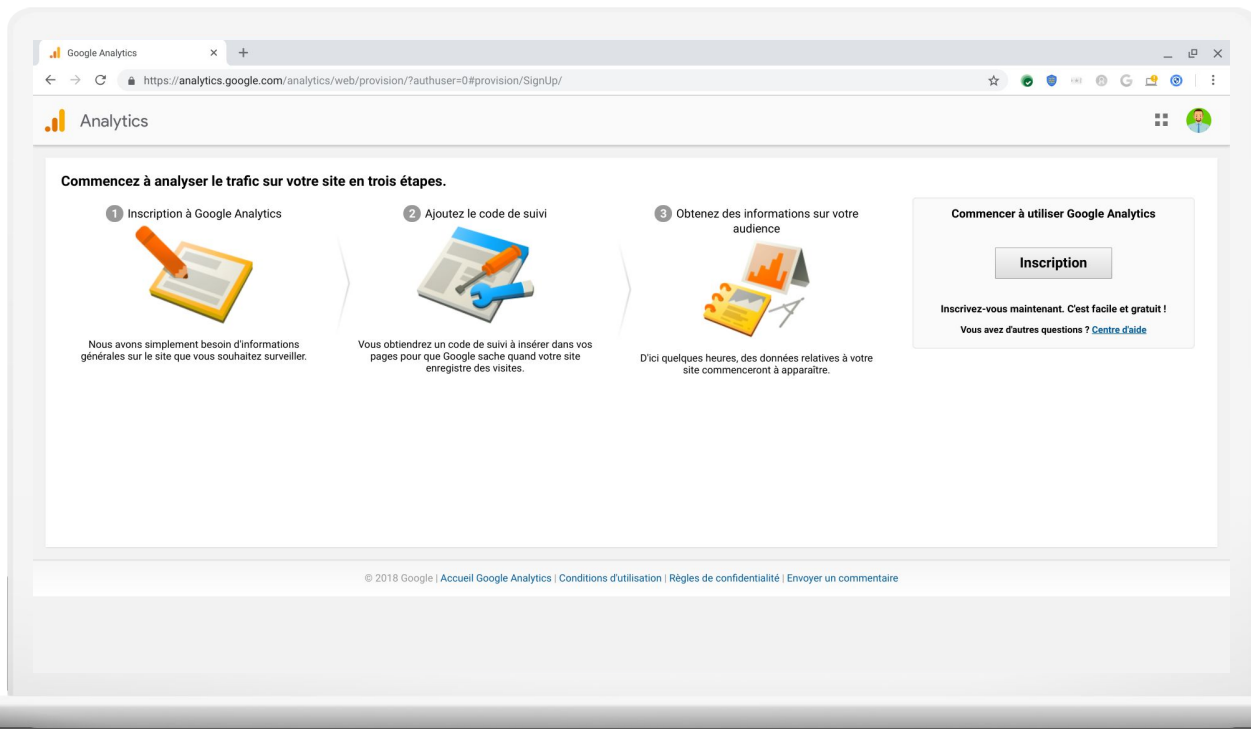 Google Analytics
https://analytics.google.com/analytics/web/provision/?authuser=0#provision/SignUp/
Analytics
Commencez à analyser le trafic sur votre site en trois étapes.
1 Inscription à Google Analytics
Nous avons simplement besoin d'informations
générales sur le site que vous souhaitez surveiller.
2 Ajoutez le code de suivi
Vous obtiendrez un code de suivi à insérer dans vos
pages pour que Google sache quand votre site
enregistre des visites.
3 Obtenez des informations sur votre
audience
D'ici quelques heures, des données relatives à votre
site commenceront à apparaître.
Commencer à utiliser Google Analytics
Inscription
Inscrivez-vous maintenant. C'est facile et gratuit !
Vous avez d'autres questions ? Centre d'aide
© 2018 Google | Accueil Google Analytics | Conditions d'utilisation | Règles de confidentialité | Envoyer un commentaire